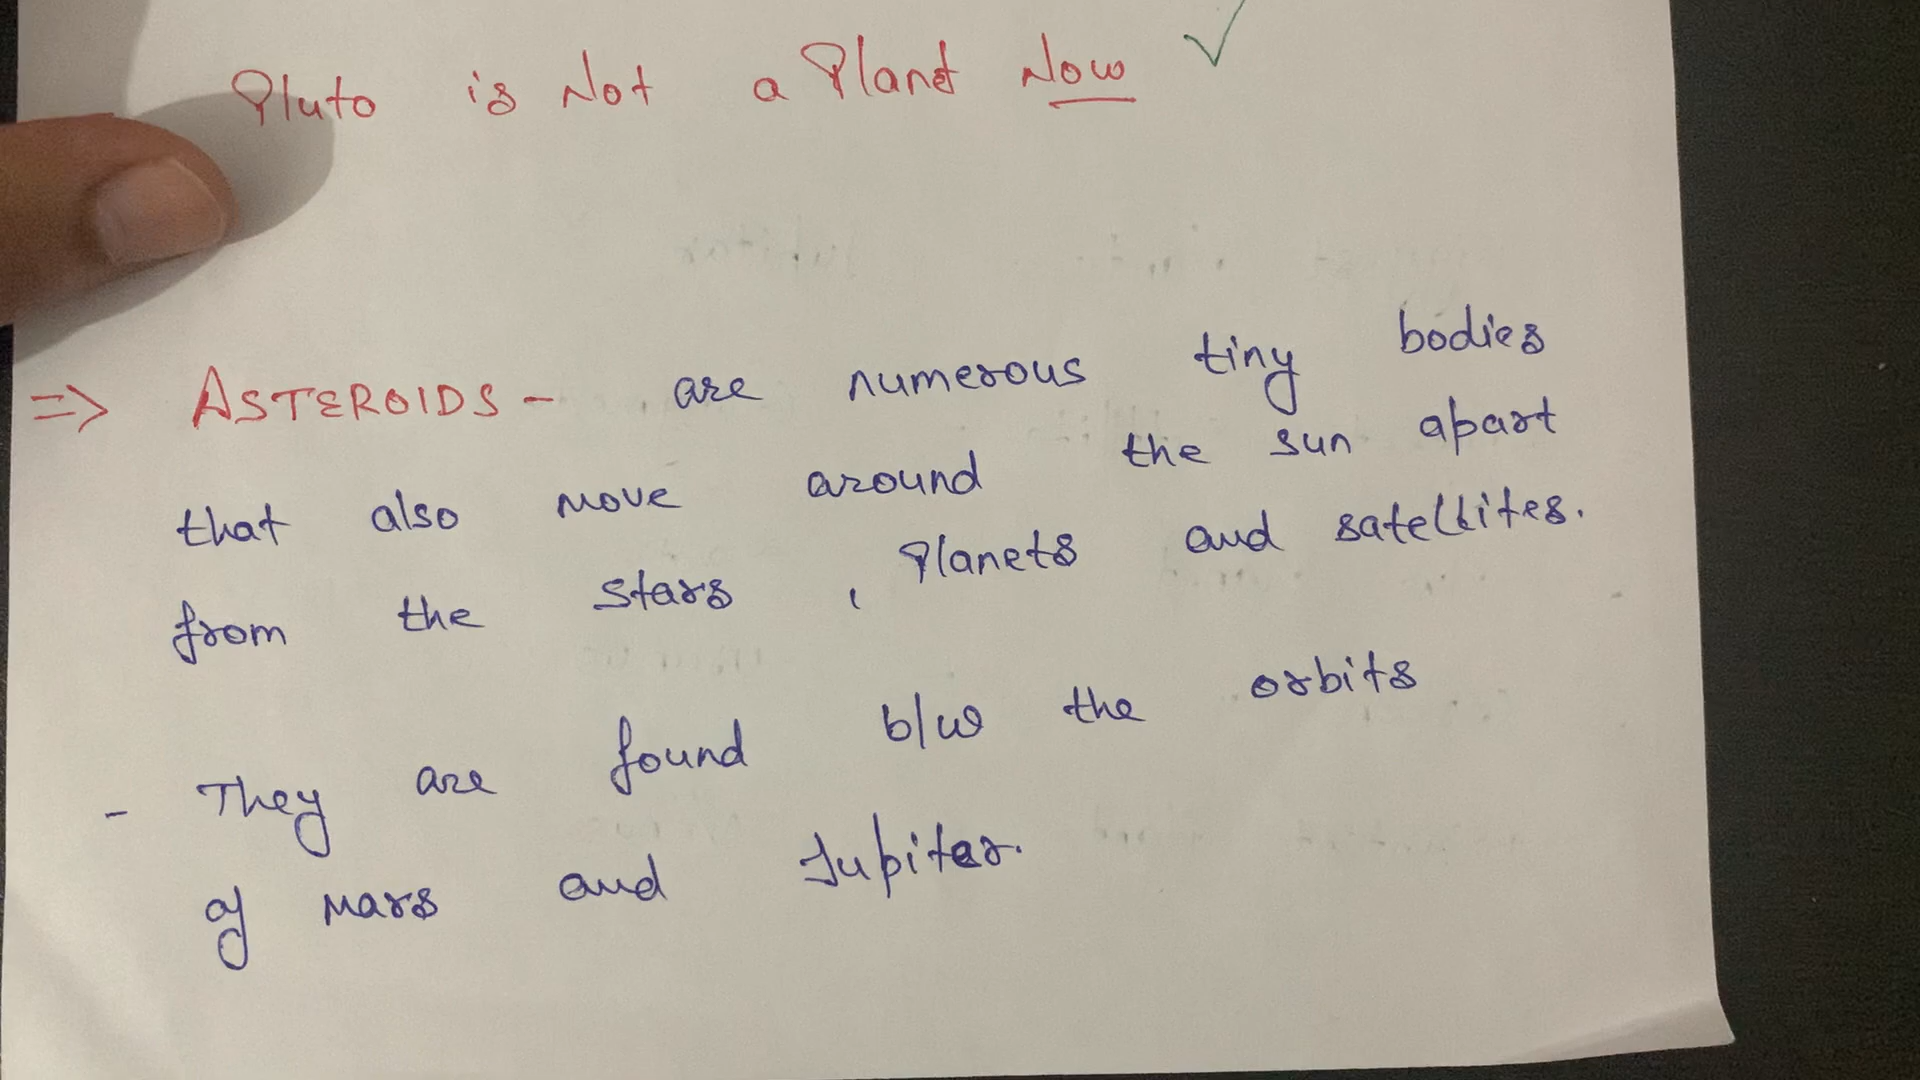 Pluto is Not a Planet Now ✓
=> ASTEROIDS - are numerous tiny bodies
that also move around the sun apart
from the stars, Planets and satellites.
- They are found b/w the orbits
of Mars and Jupiter.